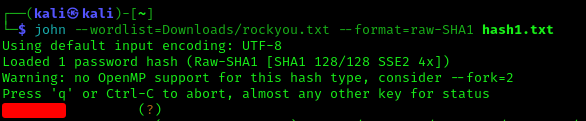 ┌──(kali㉿kali)-[~]
└─$ john --wordlist=Downloads/rockyou.txt --format=raw-SHA1 hash1.txt
Using default input encoding: UTF-8
Loaded 1 password hash (Raw-SHA1 [SHA1 128/128 SSE2 4x])
Warning: no OpenMP support for this hash type, consider --fork=2
Press 'q' or Ctrl-C to abort, almost any other key for status
(?)